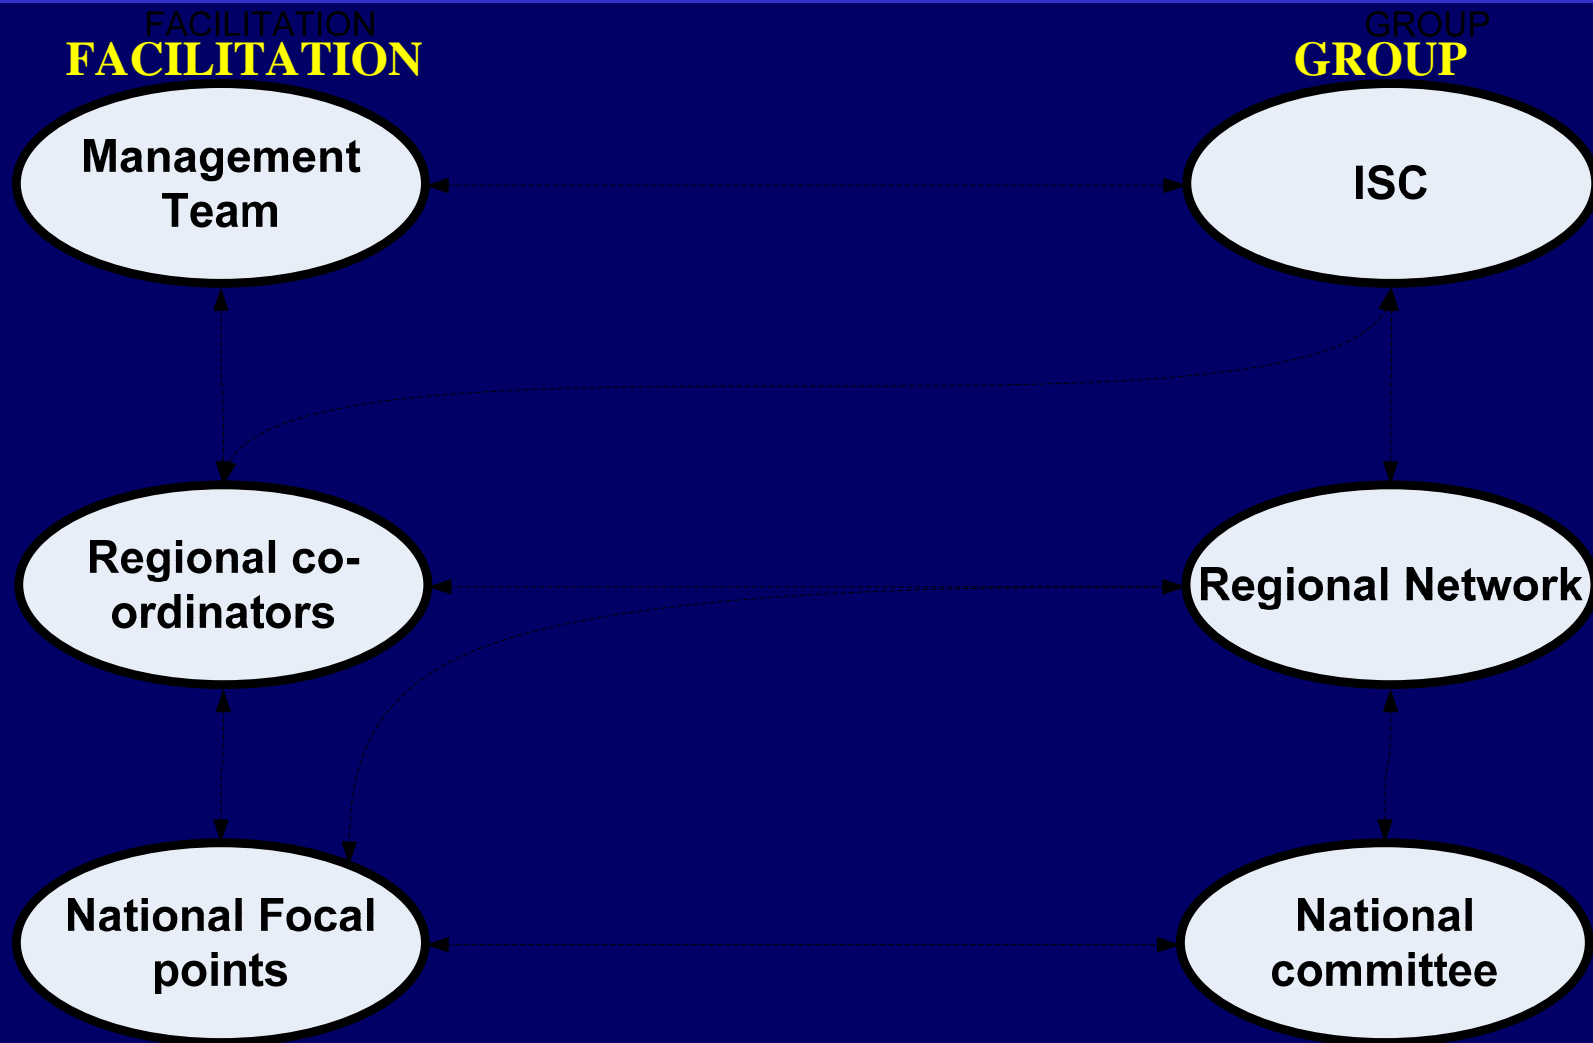 FACILITATION
GROUP
FACILITATION
GROUP
Management
Team
ISC
Regional co-
ordinators
Regional Network
National Focal
points
National
committee